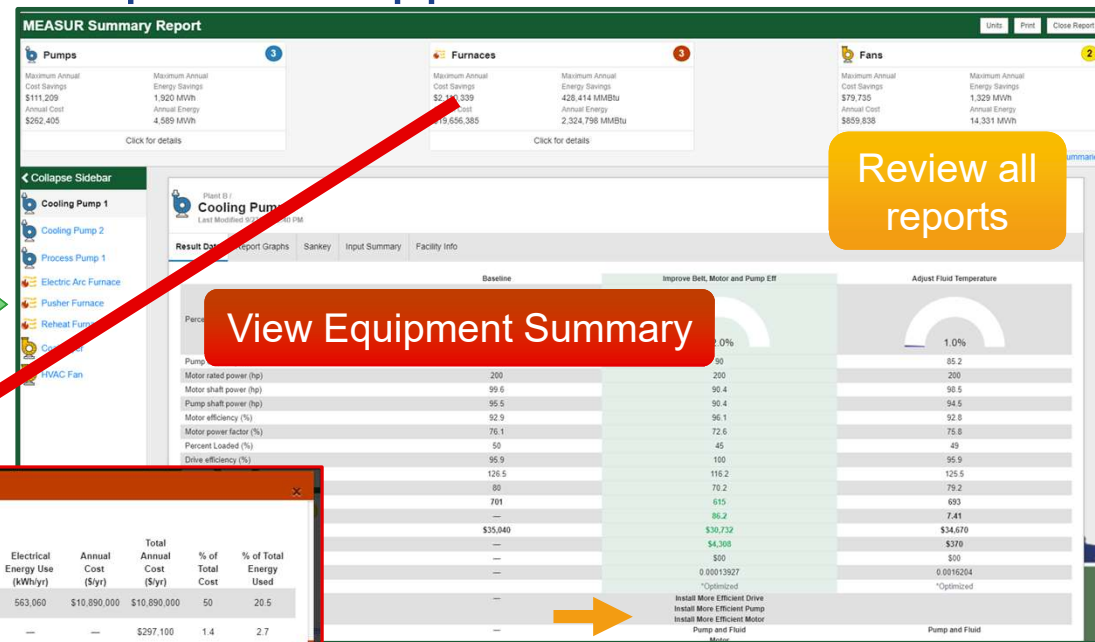 MEASUR Summary Report
Units Print Close Report
Pumps 3
Maximum Annual Cost Savings
$111,209
Maximum Annual Energy Savings
1,920 MWh
Annual Cost
$262,405
Annual Energy
4,589 MWh
Click for details
Furnaces 3
Maximum Annual Cost Savings
Maximum Annual Energy Savings
428,414 MMBtu
Cost
Annual Energy
2,324,798 MMBtu
Click for details
Fans 2
Maximum Annual Cost Savings
$79,735
Maximum Annual Energy Savings
1,329 MWh
Annual Cost
$859,838
Annual Energy
14,331 MWh
Review all
reports
Collapse Sidebar
Cooling Pump 1
Cooling Pump 2
Process Pump 1
Electric Arc Furnace
Pusher Furnace
HVAC Fan
Plant B /
Cooling
Last Modified
Report Graphs Sankey Input Summary Facility Info
Baseline Improve Belt, Motor and Pump Eff Adjust Fluid Temperature
View Equipment Summary
1.0%
90 85.2
Motor rated power (hp) 200 200 200
Motor shaft power (hp) 99.6 90.4 98.5
Pump shaft power (hp) 95.5 90.4 94.5
Motor efficiency (%) 92.9 96.1 92.8
Motor power factor (%) 76.1 72.6 75.8
Percent Loaded (%) 50 45 49
Drive efficiency (%) 95.9 100 95.9
126.5 116.2 125.5
80 70.2 79.2
701 615 693
— 86.2 7.41
$35,040 $30,732 $34,670
— $4,308 $370
— $00 $00
— 0.00013927 0.0016204
*Optimized *Optimized
— Install More Efficient Drive
Install More Efficient Pump
Install More Efficient Motor
— Pump and Fluid Pump and Fluid
Motor
×
Electrical Energy Use (kWh/yr) Annual Cost ($/yr) Total Annual Cost ($/yr) % of Total Cost % of Total Energy Used
563,060 $10,890,000 $10,890,000 50 20.5
— — $297,100 1.4 2.7